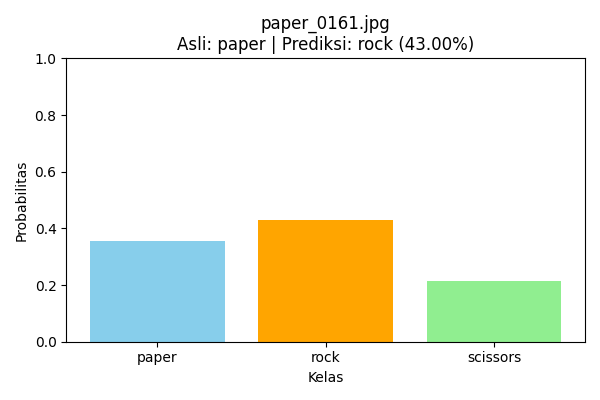 paper_0161.jpg
Asli: paper | Prediksi: rock (43.00%)
1.0
0.8
0.6
0.4
0.2
0.0
Probabilitas
paper
rock
scissors
Kelas